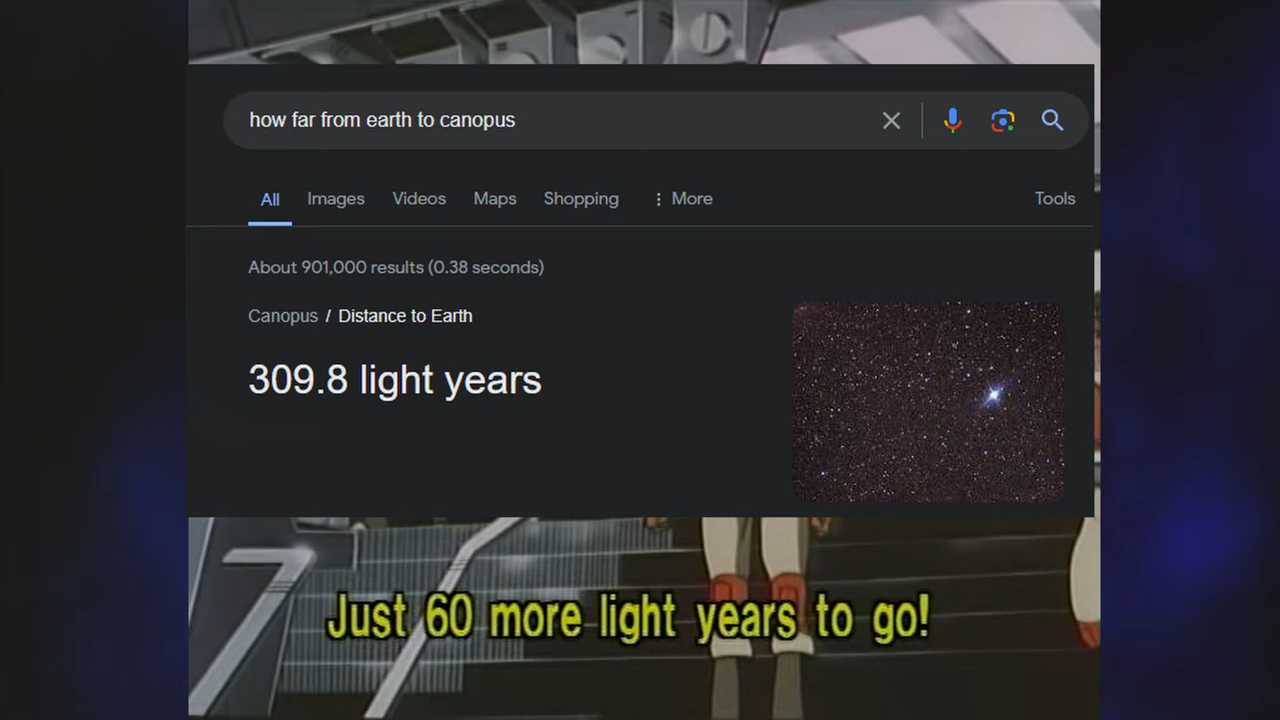 how far from earth to canopus
All Images Videos Maps Shopping More Tools
About 901,000 results (0.38 seconds)
Canopus / Distance to Earth
309.8 light years
Just 60 more light years to go!